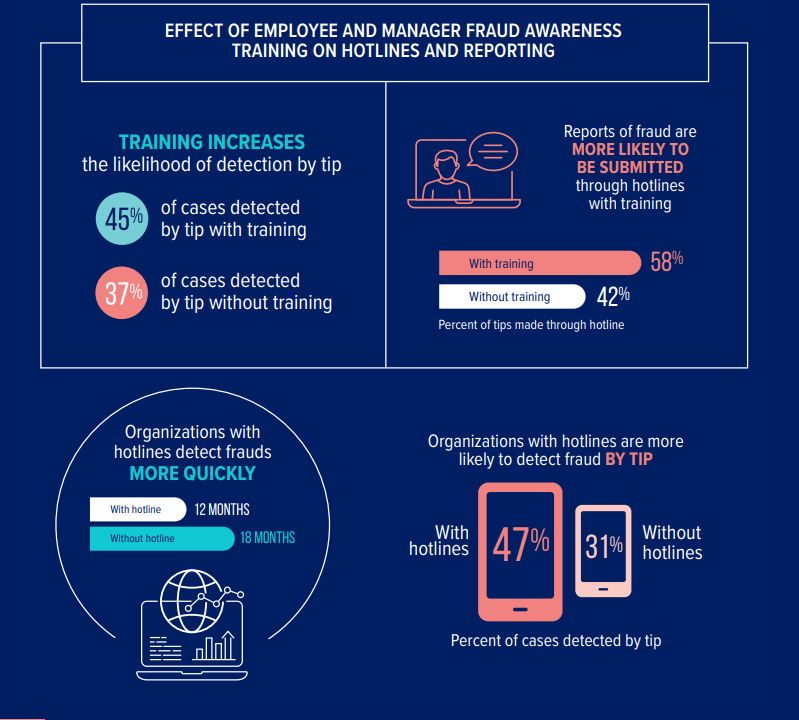 EFFECT OF EMPLOYEE AND MANAGER FRAUD AWARENESS
TRAINING ON HOTLINES AND REPORTING
TRAINING INCREASES
the likelihood of detection by tip
45%
of cases detected
by tip with training
37%
of cases detected
by tip without training
Reports of fraud are
MORE LIKELY TO
BE SUBMITTED
through hotlines
with training
With training
58%
Without training
42%
Percent of tips made through hotline
Organizations with
hotlines detect frauds
MORE QUICKLY
With hotline
12 MONTHS
Without hotline
18 MONTHS
Organizations with hotlines are more
likely to detect fraud BY TIP
With
hotlines
47%
31%
Without
hotlines
Percent of cases detected by tip